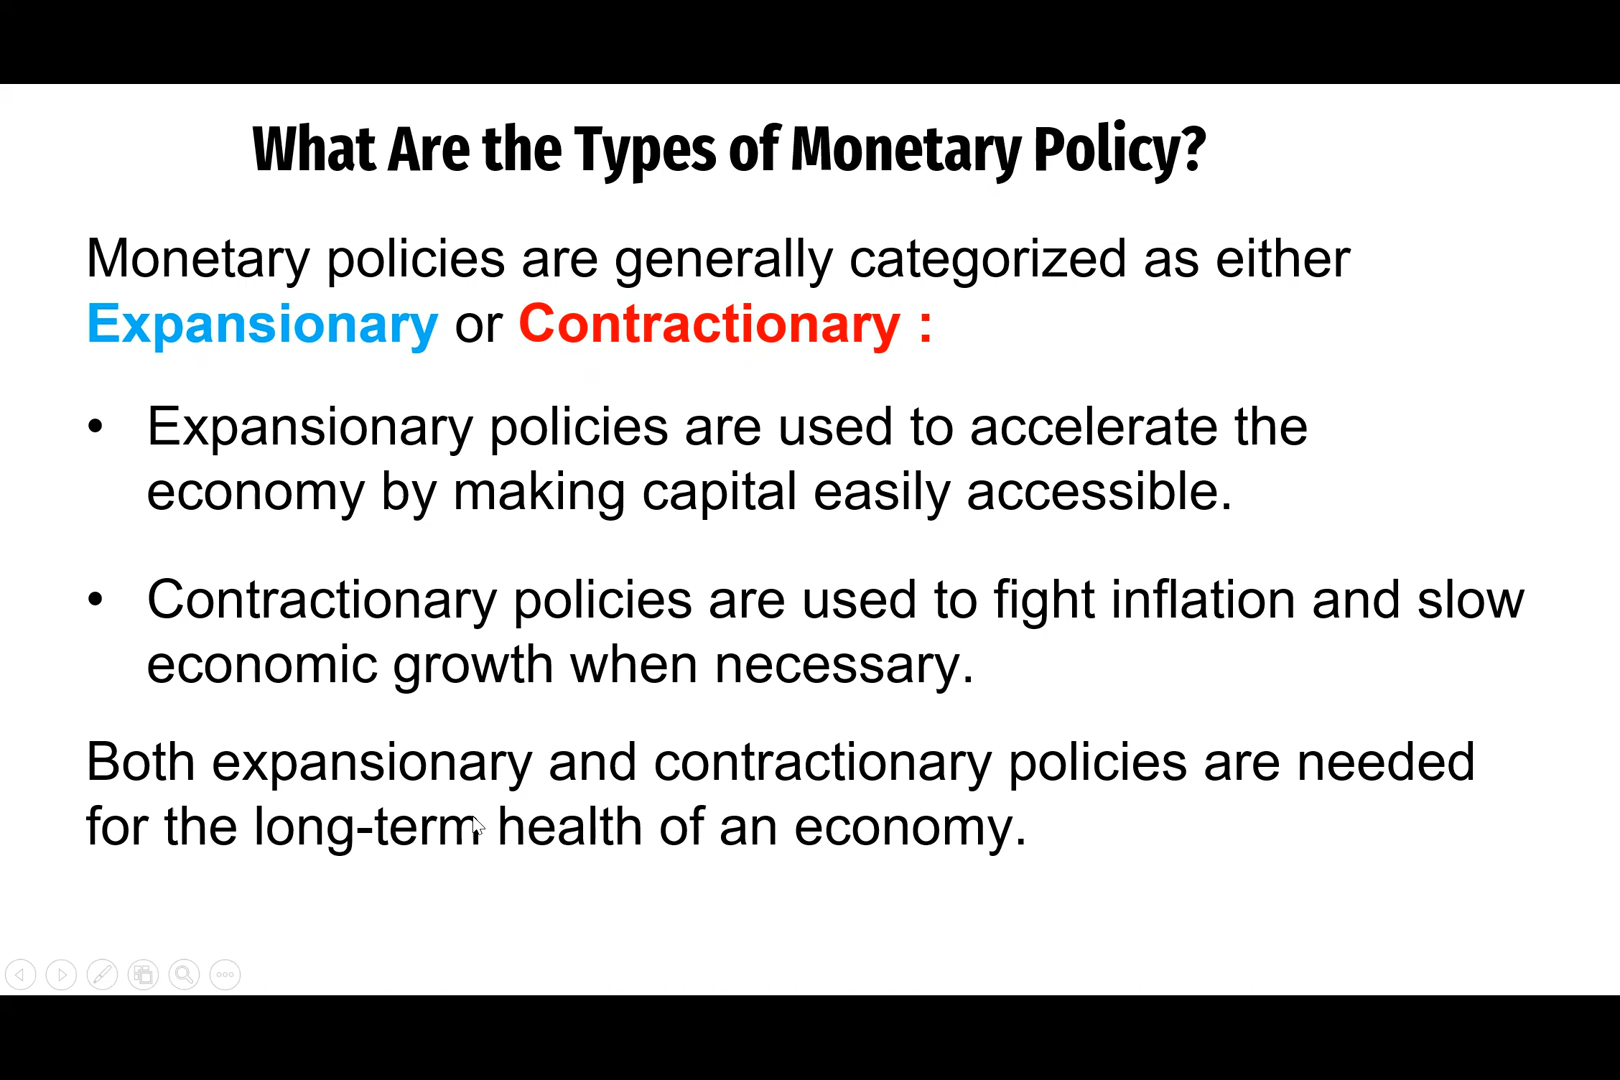 What Are the Types of Monetary Policy?
Monetary policies are generally categorized as either
Expansionary or Contractionary :
• Expansionary policies are used to accelerate the
economy by making capital easily accessible.
• Contractionary policies are used to fight inflation and slow
economic growth when necessary.
Both expansionary and contractionary policies are needed
for the long-term health of an economy.